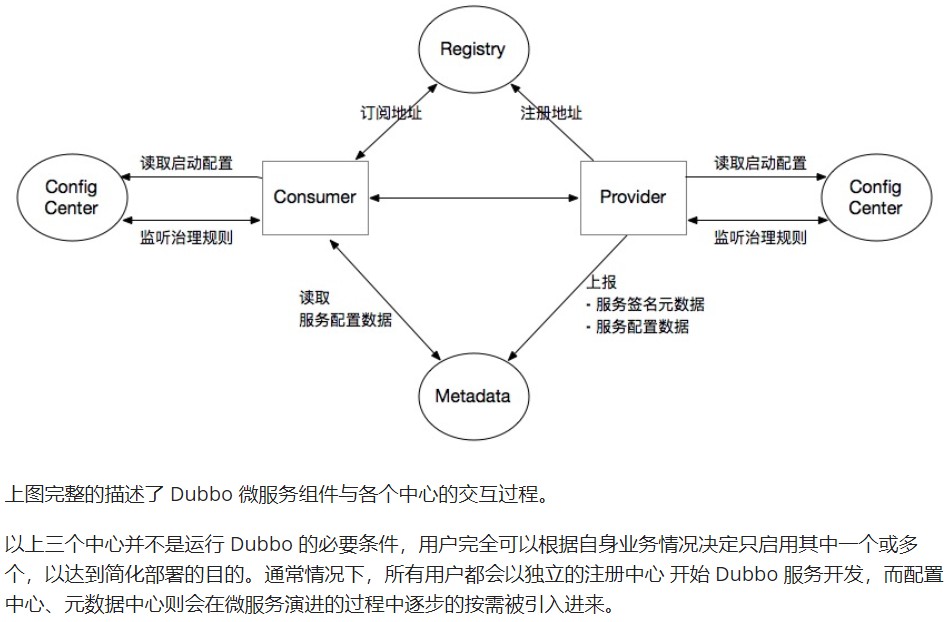 Registry
订阅地址
注册地址
读取启动配置
读取启动配置
Config
Center
Consumer
Provider
Config
Center
监听治理规则
监听治理规则
读取
服务配置数据
上报
- 服务签名元数据
- 服务配置数据
Metadata
上图完整的描述了 Dubbo 微服务组件与各个中心的交互过程。
以上三个中心并不是运行 Dubbo 的必要条件，用户完全可以根据自身业务情况决定只启用其中一个或多
个，以达到简化部署的目的。通常情况下，所有用户都会以独立的注册中心 开始 Dubbo 服务开发，而配置
中心、元数据中心则会在微服务演进的过程中逐步的按需被引入进来。